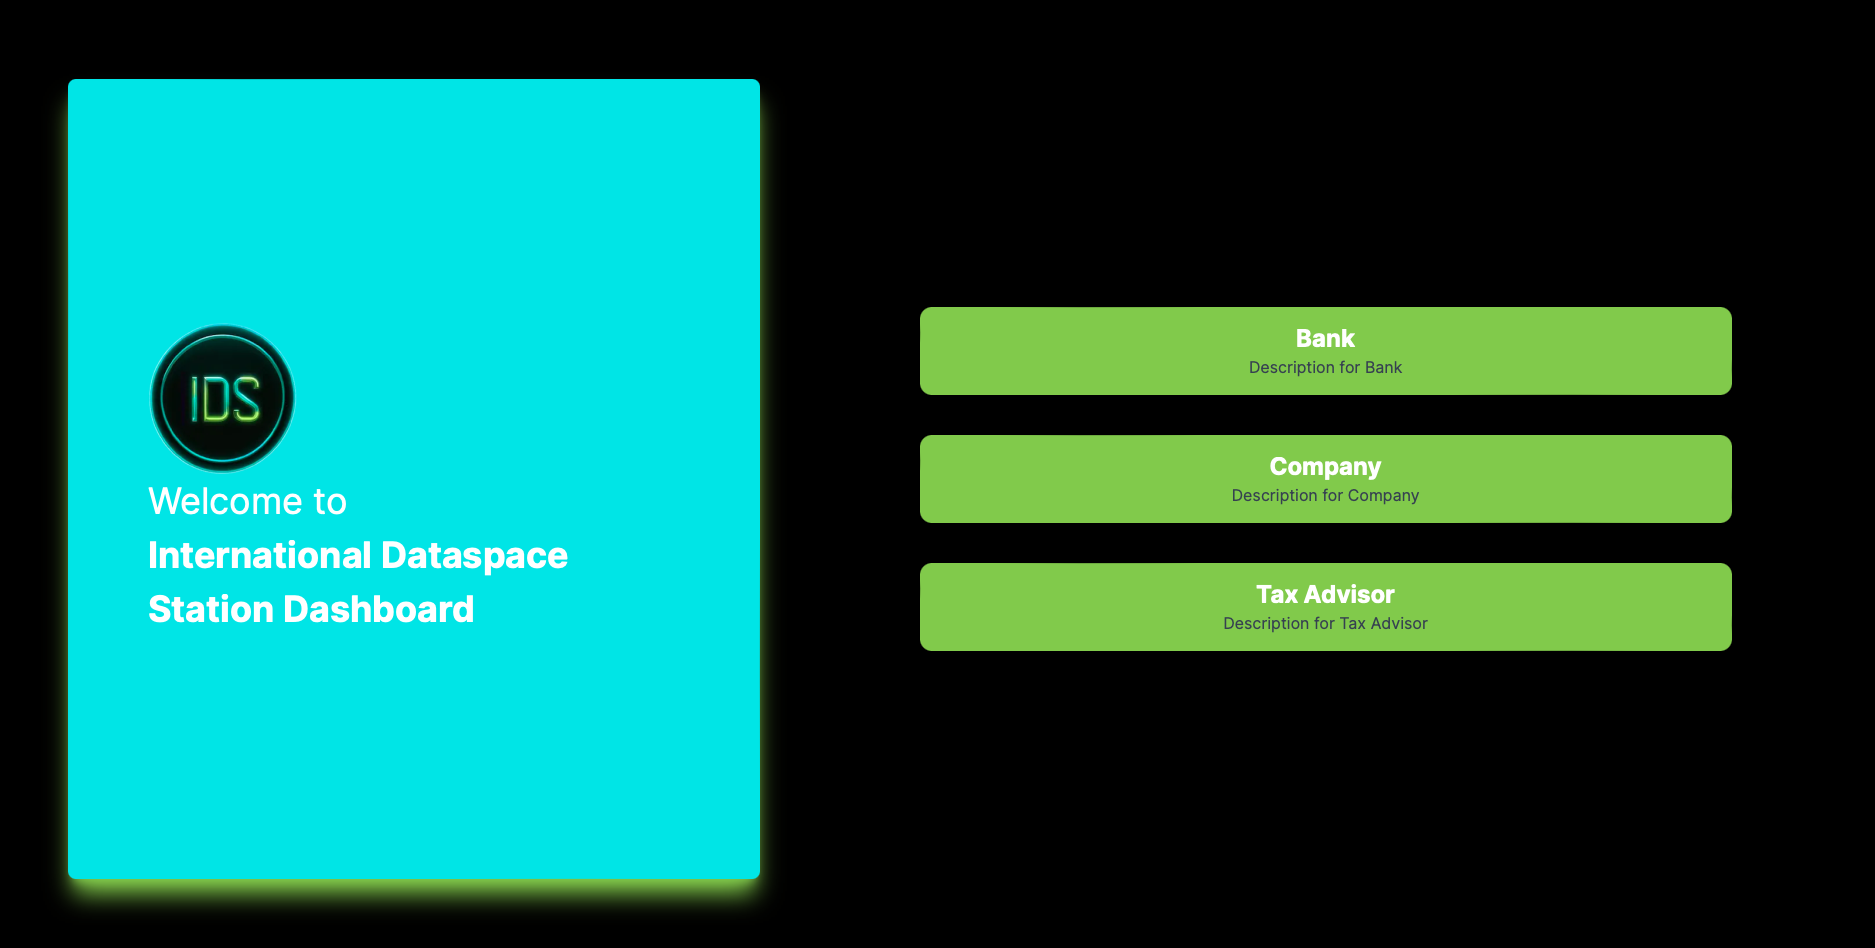 IDS
Welcome to
International Dataspace
Station Dashboard
Bank
Description for Bank
Company
Description for Company
Tax Advisor
Description for Tax Advisor